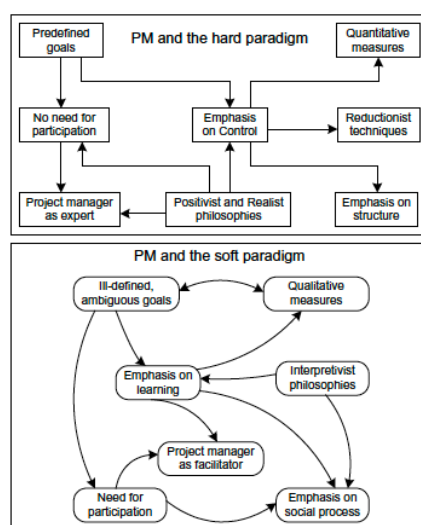 PM and the hard paradigm
Predefined
goals
Quantitative
measures
No need for
participation
Emphasis
on Control
Reductionist
techniques
Project manager
as expert
Positivist and Realist
philosophies
Emphasis on
structure
PM and the soft paradigm
Ill-defined,
ambiguous goals
Qualitative
measures
Emphasis on
learning
Interpretivist
philosophies
Project manager
as facilitator
Need for
participation
Emphasis on
social process